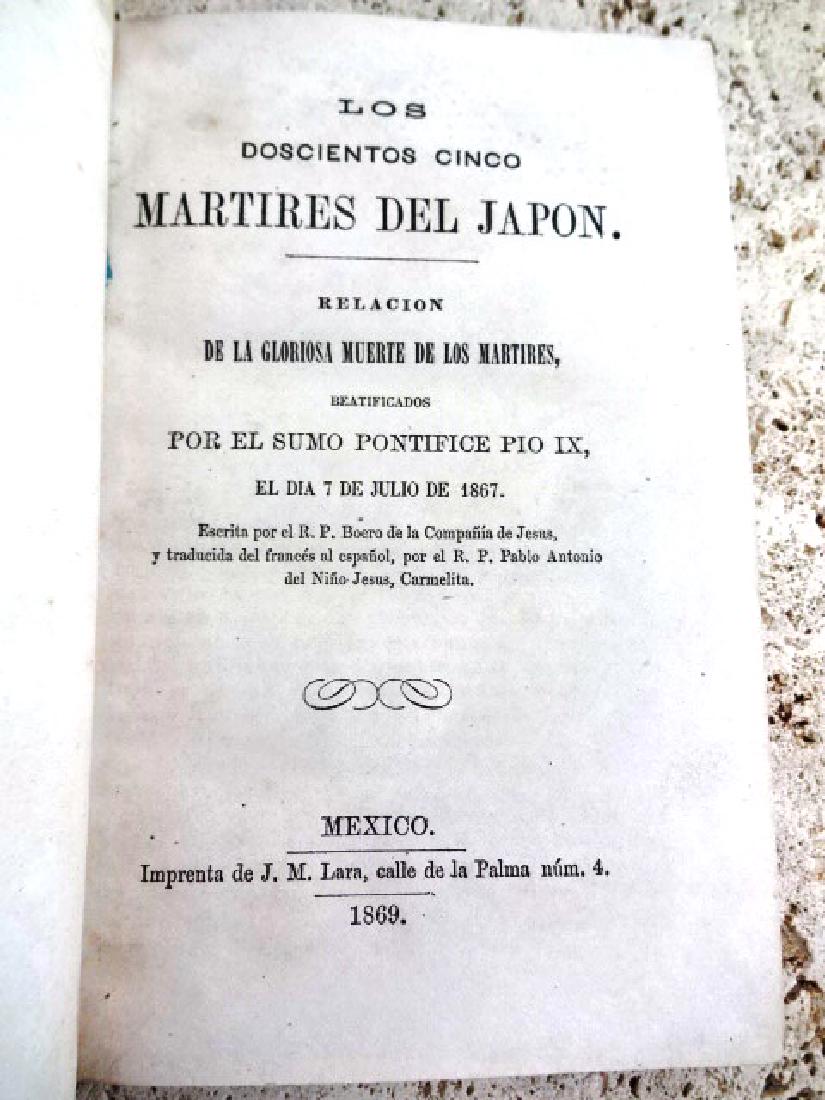 LOS
DOSCIENTOS CINCO
MARTIRES DEL JAPON.
RELACION
DE LA GLORIOSA MUERTE DE LOS MARTIRES,
BEATIFICADOS
POR EL SUMO PONTIFICE PIO IX,
EL DIA 7 DE JULIO DE 1867.
Escrita por el R. P. Boero de la Compañía de Jesus,
y traducida del francés al español, por el R. P. Pablo Antonio
del Niño Jesus, Carmelita.
MEXICO.
Imprenta de J. M. Lara, calle de la Palma núm. 4.
1869.